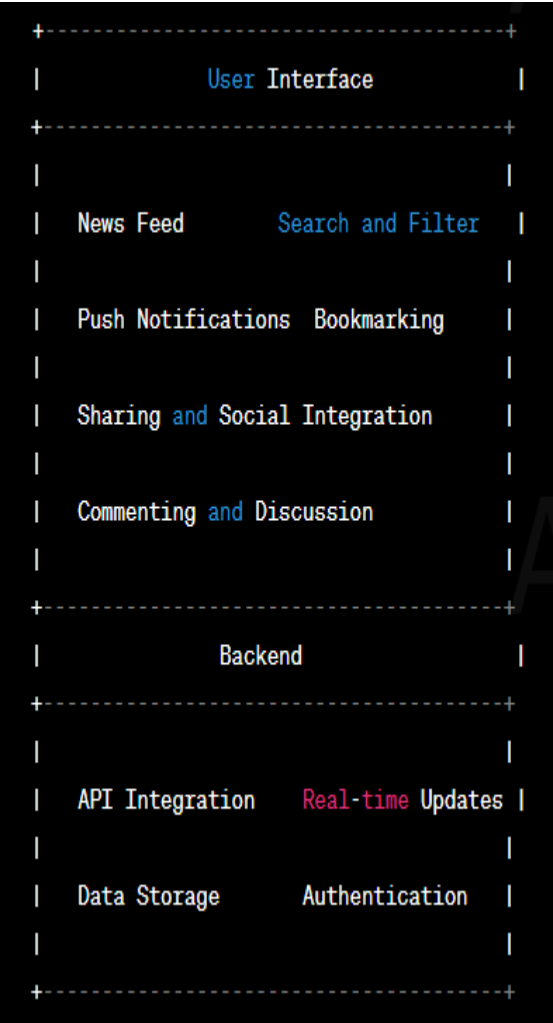 +---------------------------------------+
|              User Interface            |
+---------------------------------------+
|                                       |
|   News Feed        Search and Filter   |
|                                       |
|   Push Notifications  Bookmarking     |
|                                       |
|   Sharing and Social Integration      |
|                                       |
|   Commenting and Discussion           |
|                                       |
+---------------------------------------+
|               Backend                  |
+---------------------------------------+
|                                       |
|   API Integration    Real-time Updates |
|                                       |
|   Data Storage       Authentication   |
|                                       |
+---------------------------------------+